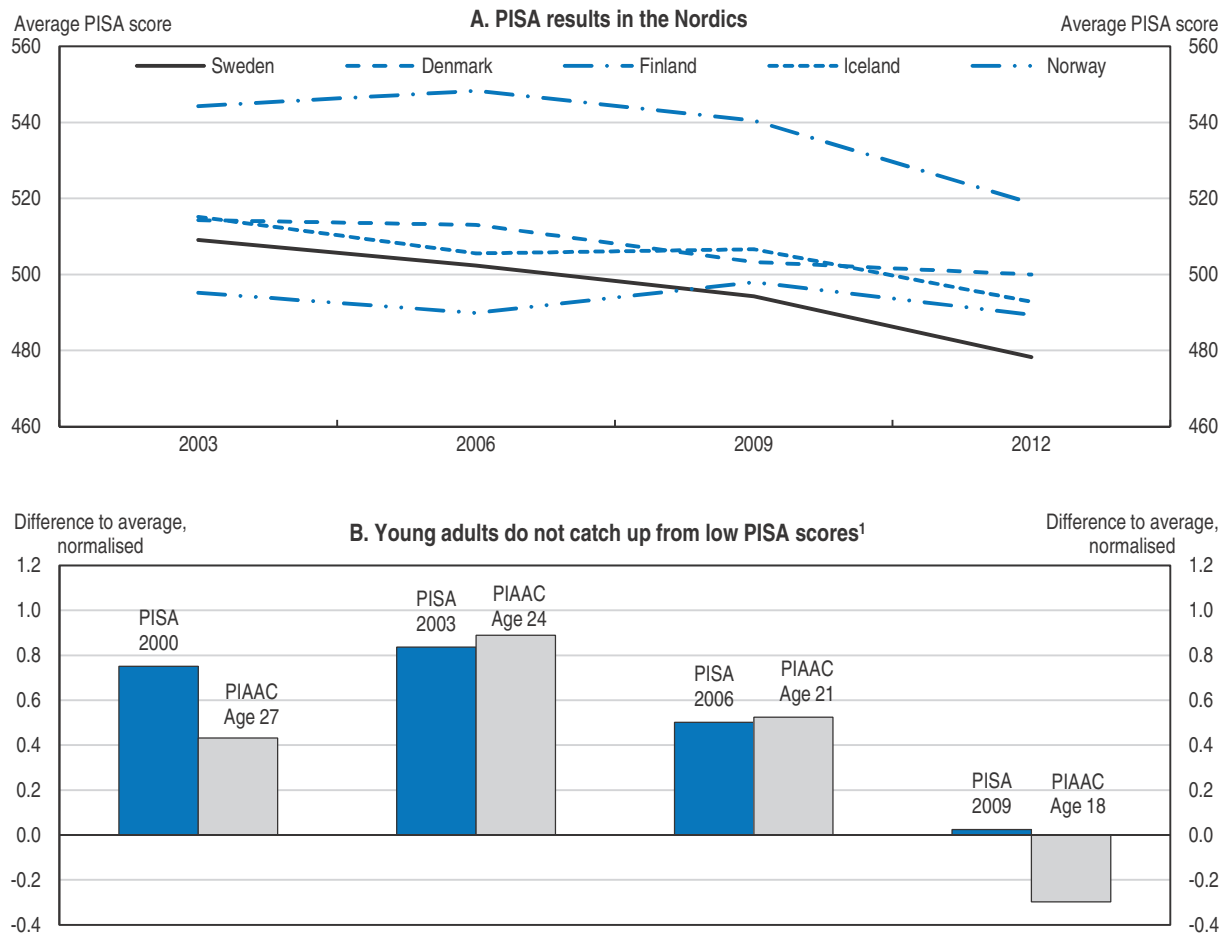 A. PISA results in the Nordics
Average PISA score
Average PISA score
560
560
Sweden
Denmark
Finland
Iceland
Norway
540
540
520
520
500
500
480
480
460
460
2003
2006
2009
2012
B. Young adults do not catch up from low PISA scores¹
Difference to average,
normalised
Difference to average,
normalised
1.2
1.2
1.0
1.0
0.8
0.8
0.6
0.6
0.4
0.4
0.2
0.2
0.0
0.0
-0.2
-0.2
-0.4
-0.4
PISA
2000
PIAAC
Age 27
PISA
2003
PIAAC
Age 24
PISA
2006
PIAAC
Age 21
PISA
2009
PIAAC
Age 18